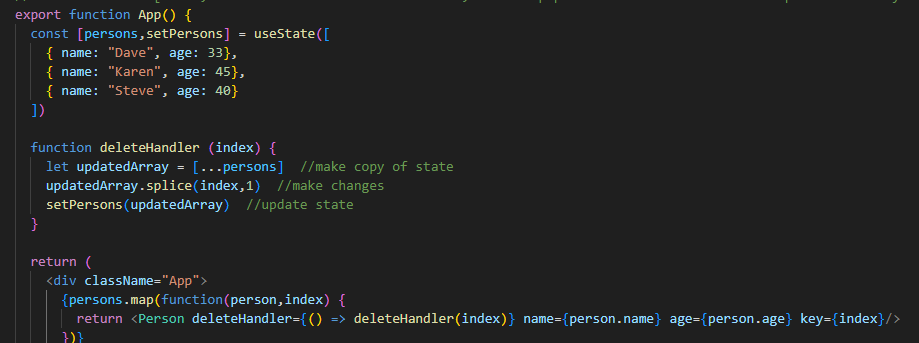 export function App() {
const [persons,setPersons] = useState([
{ name: "Dave", age: 33},
{ name: "Karen", age: 45},
{ name: "Steve", age: 40}
])
function deleteHandler (index) {
let updatedArray = [...persons]  //make copy of state
updatedArray.splice(index,1)  //make changes
setPersons(updatedArray)  //update state
}
return (
<div className="App">
{persons.map(function(person,index) {
return <Person deleteHandler={() => deleteHandler(index)} name={person.name} age={person.age} key={index}/>
})}